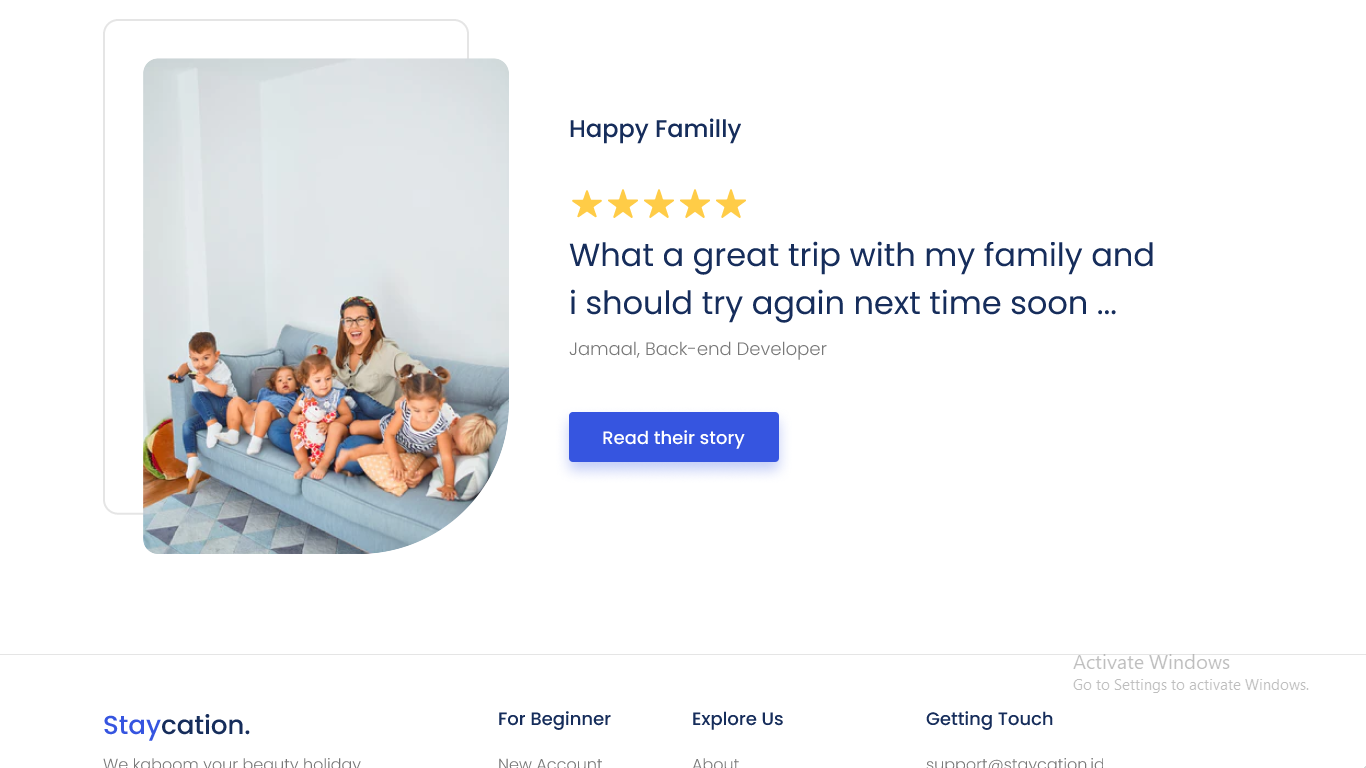 Happy Familly
What a great trip with my family and
i should try again next time soon ...
Jamaal, Back-end Developer
Read their story
Activate Windows
Go to Settings to activate Windows.
Staycation.
For Beginner
Explore Us
Getting Touch
We kaboom your beauty holiday
New Account
About
support@staycation.id